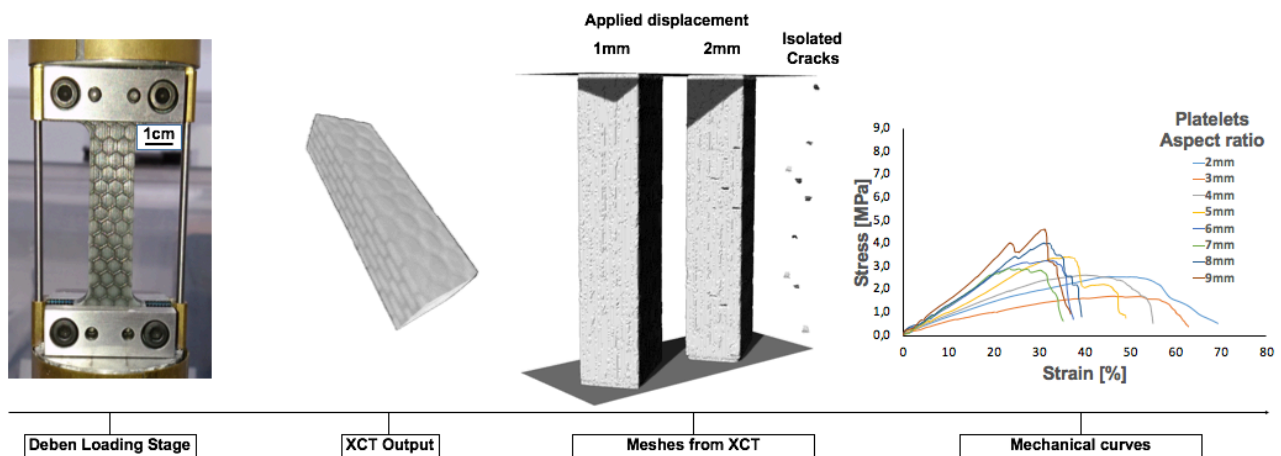 Applied displacement
1mm
2mm
Isolated
Cracks
1cm
Platelets
Aspect ratio
2mm
3mm
4mm
5mm
6mm
7mm
8mm
9mm
Stress [MPa]
9,0
8,0
7,0
6,0
5,0
4,0
3,0
2,0
1,0
0,0
0
10
20
30
40
50
60
70
80
Strain [%]
Deben Loading Stage
XCT Output
Meshes from XCT
Mechanical curves